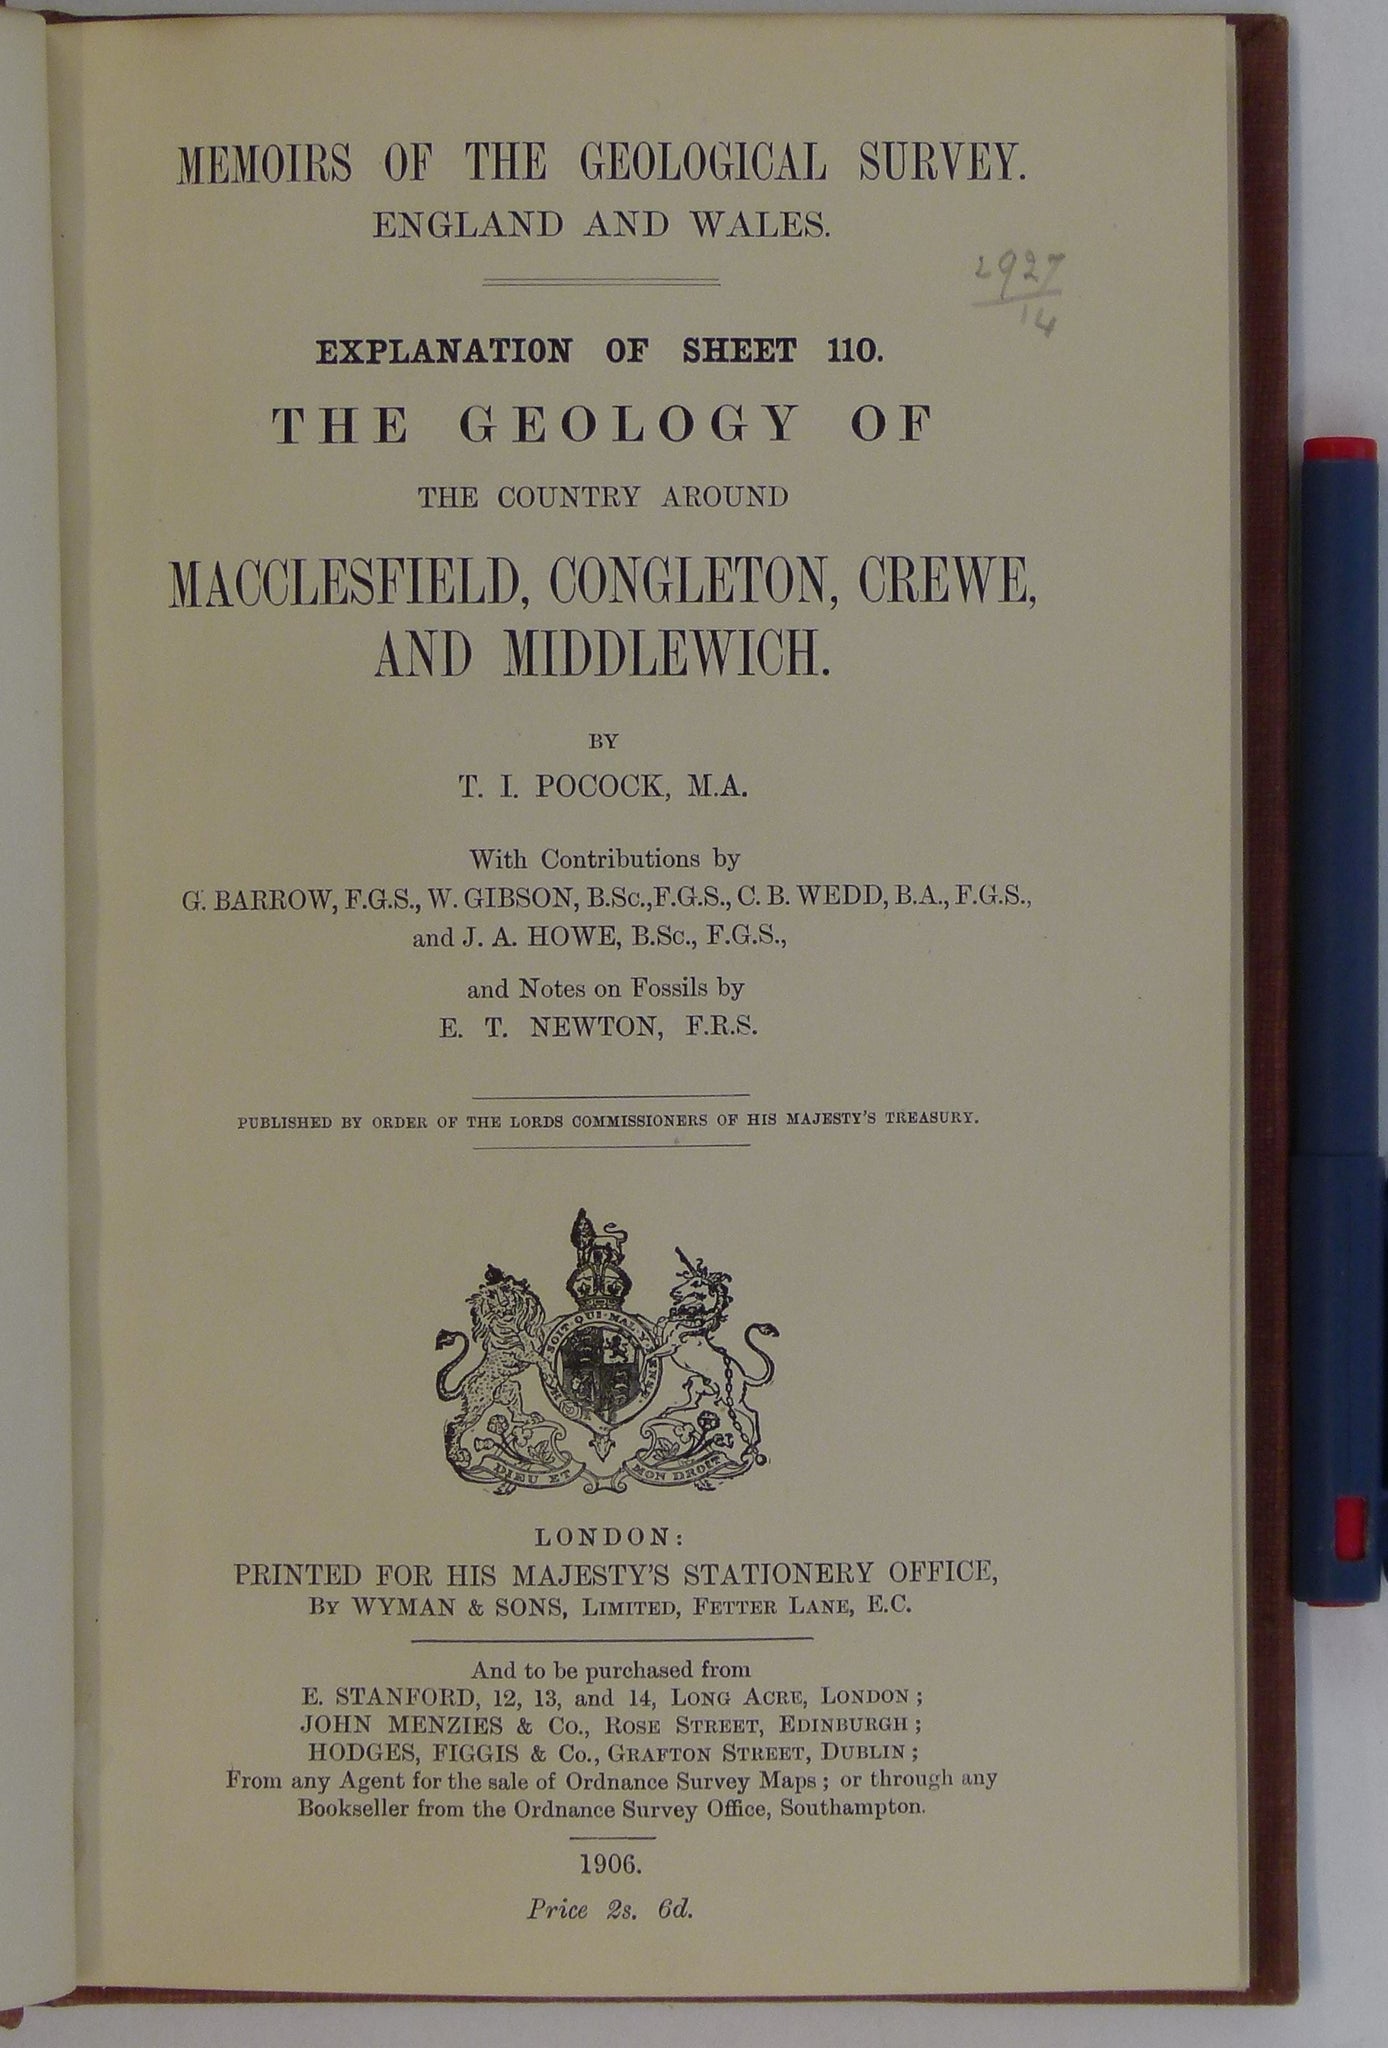 MEMOIRS OF THE GEOLOGICAL SURVEY.
ENGLAND AND WALES.
2927
14
EXPLANATION OF SHEET 110.
THE GEOLOGY OF
THE COUNTRY AROUND
MACCLESFIELD, CONGLETON, CREWE,
AND MIDDLEWICH.
BY
T. I. POCOCK, M.A.
With Contributions by
G. BARROW, F.G.S., W. GIBSON, B.Sc., F.G.S., C. B. WEDD, B.A., F.G.S.,
and J. A. HOWE, B.Sc., F.G.S.,
and Notes on Fossils by
E. T. NEWTON, F.R.S.
PUBLISHED BY ORDER OF THE LORDS COMMISSIONERS OF HIS MAJESTY'S TREASURY.
SOIT QUI MAL Y PENSE
DIEU ET MON DROIT
LONDON:
PRINTED FOR HIS MAJESTY'S STATIONERY OFFICE,
By WYMAN & SONS, Limited, Fetter Lane, E.C.
And to be purchased from
E. STANFORD, 12, 13, and 14, Long Acre, London;
JOHN MENZIES & Co., Rose Street, Edinburgh;
HODGES, FIGGIS & Co., Grafton Street, Dublin;
From any Agent for the sale of Ordnance Survey Maps; or through any
Bookseller from the Ordnance Survey Office, Southampton.
1906.
Price 2s. 6d.